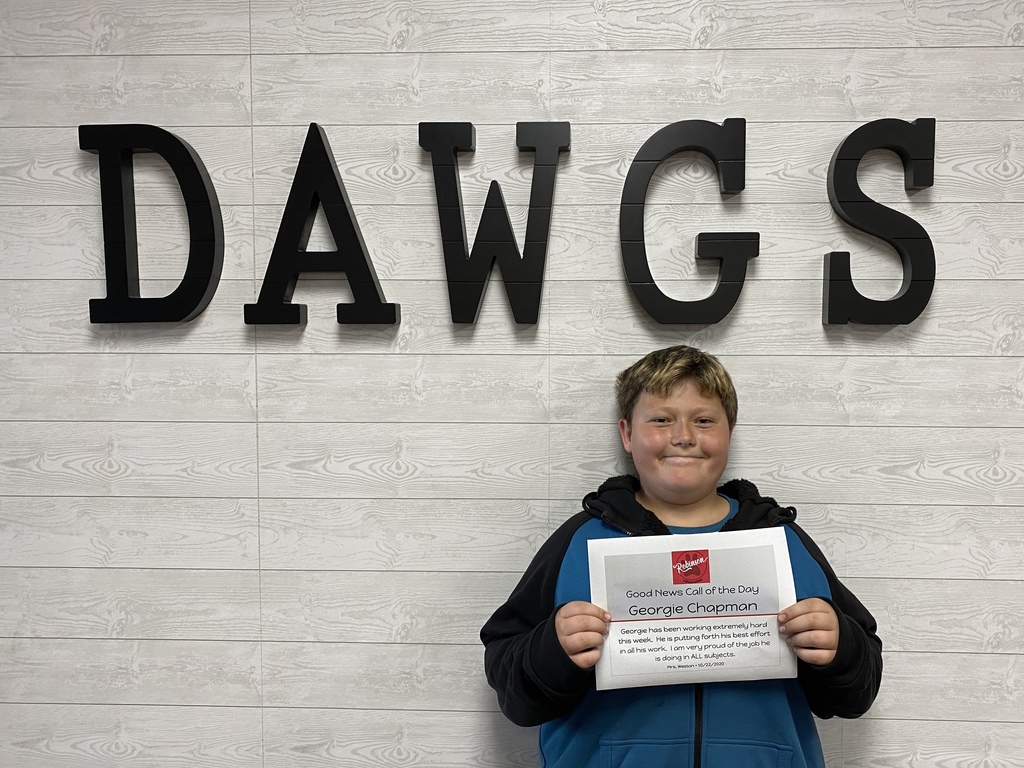 DAWGS
Robinson
Good News Call of the Day
Georgie Chapman
Georgie has been working extremely hard
this week. He is putting forth his best effort
in all his work. I am very proud of the job he
is doing in ALL subjects.
Mrs. Weston • 10/22/2020